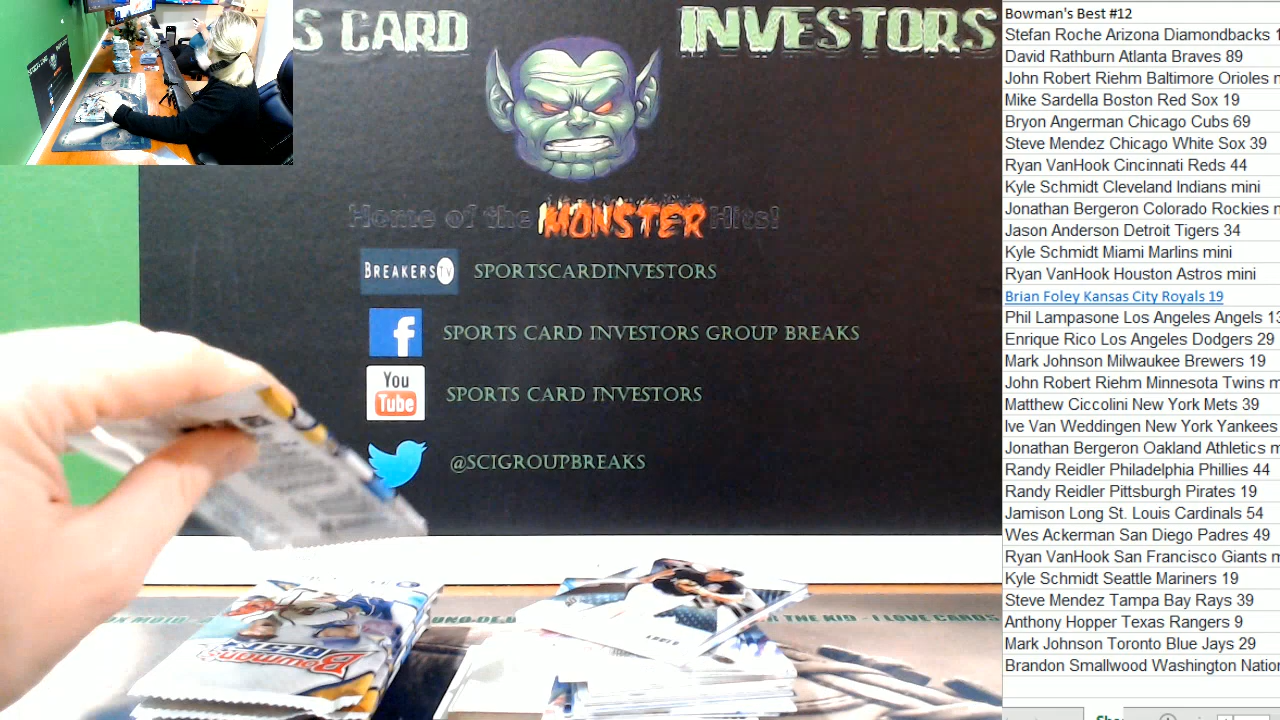 S CARD INVESTORS
Home of the MONSTER Hits!
BREAKERS TV SPORTSCARDINVESTORS
f SPORTS CARD INVESTORS GROUP BREAKS
You Tube SPORTS CARD INVESTORS
@SCIGROUPBREAKS
THE KID - I LOVE CARDS
Bowman's
BEST
Bowman's Best #12
Stefan Roche Arizona Diamondbacks 1
David Rathburn Atlanta Braves 89
John Robert Riehm Baltimore Orioles m
Mike Sardella Boston Red Sox 19
Bryon Angerman Chicago Cubs 69
Steve Mendez Chicago White Sox 39
Ryan VanHook Cincinnati Reds 44
Kyle Schmidt Cleveland Indians mini
Jonathan Bergeron Colorado Rockies m
Jason Anderson Detroit Tigers 34
Kyle Schmidt Miami Marlins mini
Ryan VanHook Houston Astros mini
Brian Foley Kansas City Royals 19
Phil Lampasone Los Angeles Angels 13
Enrique Rico Los Angeles Dodgers 29
Mark Johnson Milwaukee Brewers 19
John Robert Riehm Minnesota Twins m
Matthew Ciccolini New York Mets 39
Ive Van Weddingen New York Yankees
Jonathan Bergeron Oakland Athletics m
Randy Reidler Philadelphia Phillies 44
Randy Reidler Pittsburgh Pirates 19
Jamison Long St. Louis Cardinals 54
Wes Ackerman San Diego Padres 49
Ryan VanHook San Francisco Giants m
Kyle Schmidt Seattle Mariners 19
Steve Mendez Tampa Bay Rays 39
Anthony Hopper Texas Rangers 9
Mark Johnson Toronto Blue Jays 29
Brandon Smallwood Washington Nation